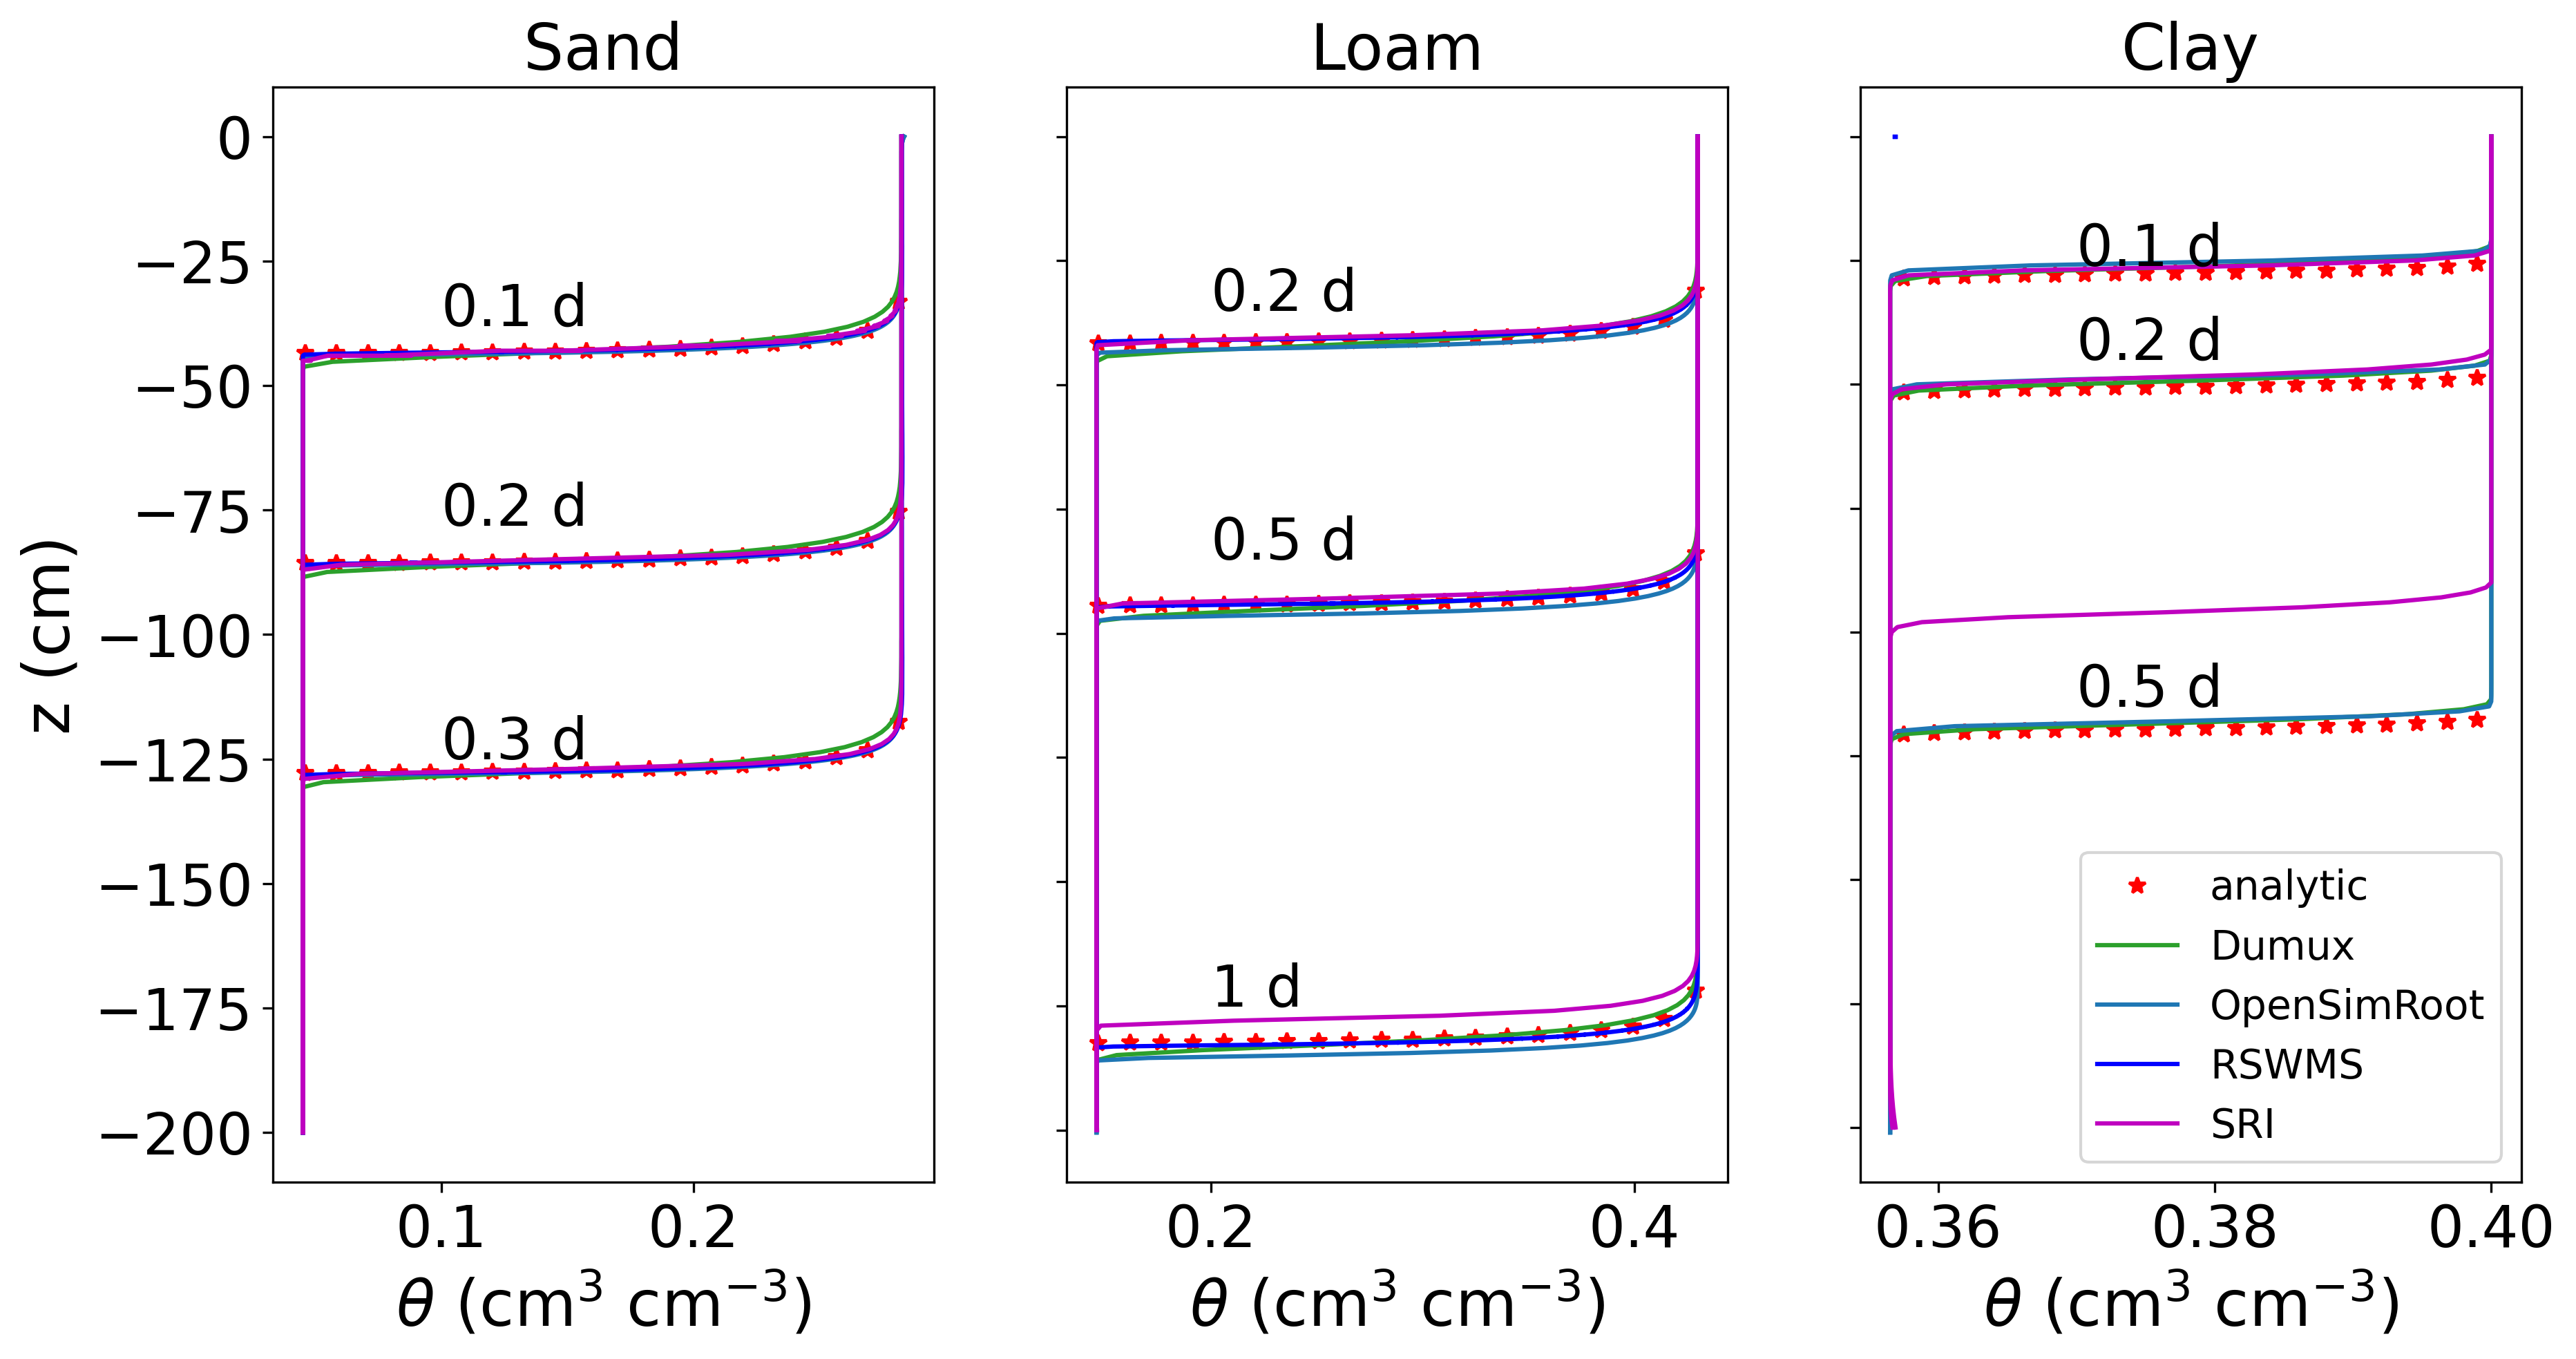 Sand
Loam
Clay
z (cm)
0
−25
−50
−75
−100
−125
−150
−175
−200
0.1 d
0.2 d
0.3 d
0.2 d
0.5 d
1 d
0.1 d
0.2 d
0.5 d
analytic
Dumux
OpenSimRoot
RSWMS
SRI
0.1 0.2
0.2 0.4
0.36 0.38 0.40
θ (cm³ cm⁻³)
θ (cm³ cm⁻³)
θ (cm³ cm⁻³)